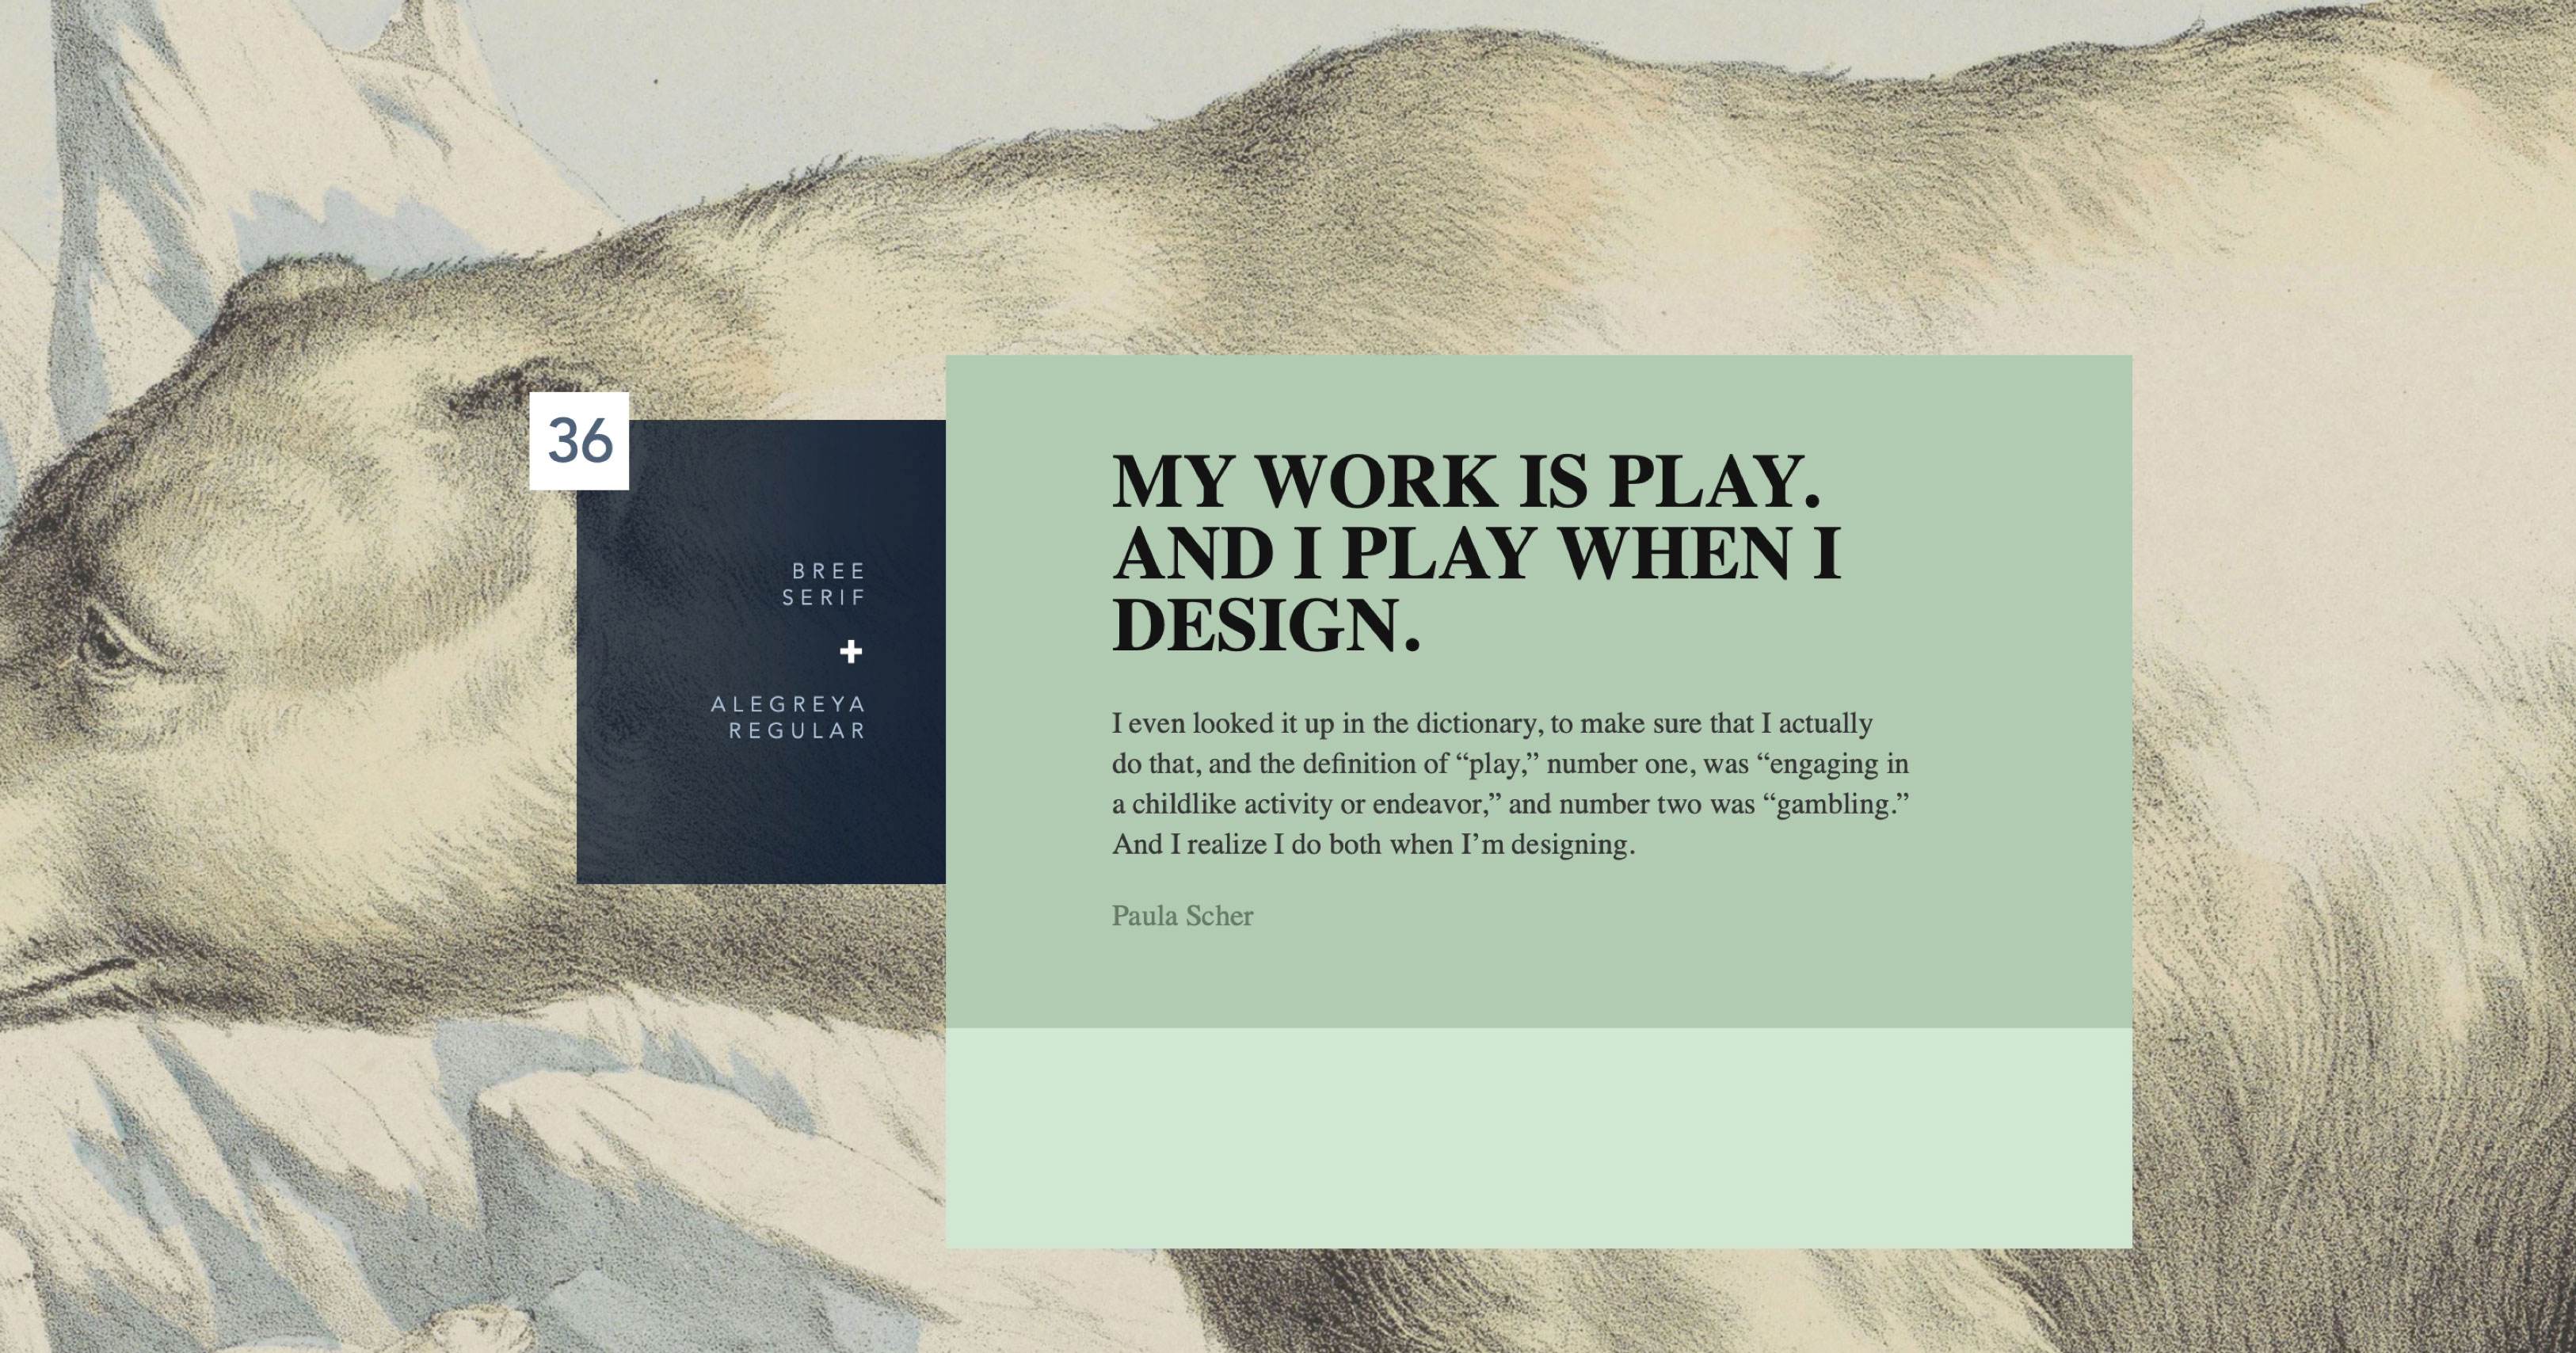 36
BREE
SERIF
+
ALEGREYA
REGULAR
MY WORK IS PLAY.
AND I PLAY WHEN I
DESIGN.
I even looked it up in the dictionary, to make sure that I actually
do that, and the definition of “play,” number one, was “engaging in
a childlike activity or endeavor,” and number two was “gambling.”
And I realize I do both when I’m designing.
Paula Scher